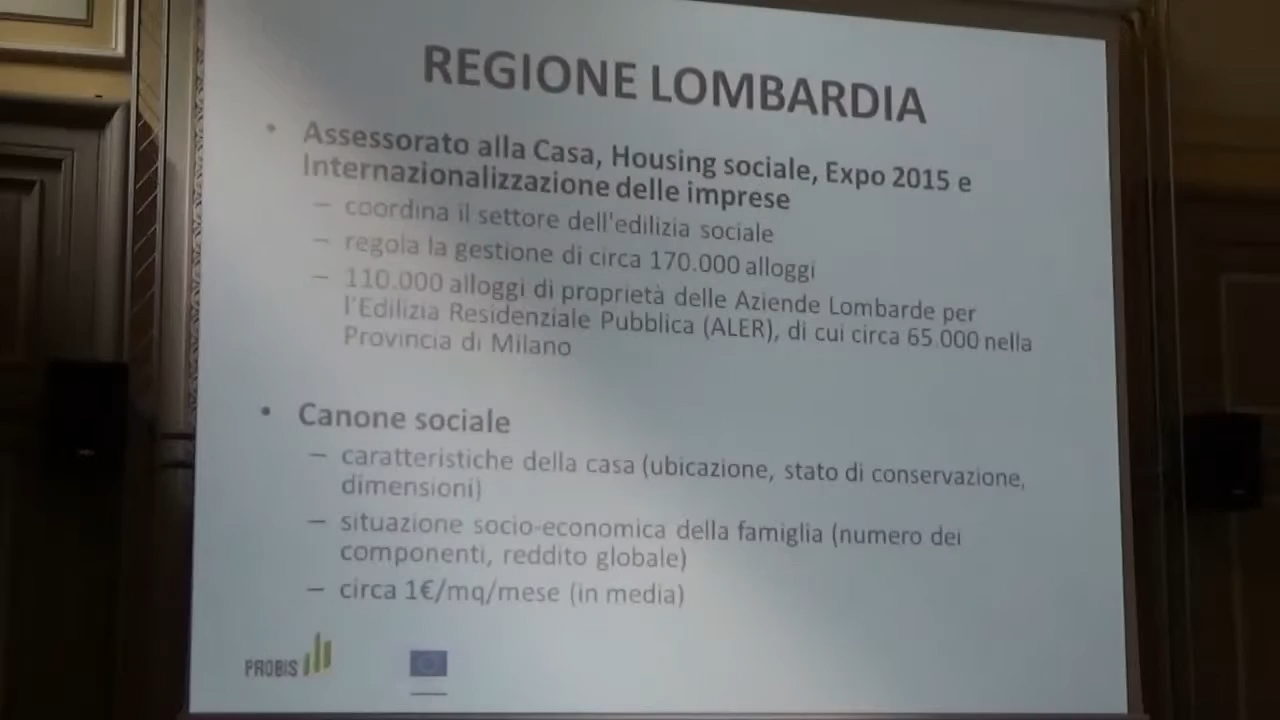 REGIONE LOMBARDIA
• Assessorato alla Casa, Housing sociale, Expo 2015 e
Internazionalizzazione delle imprese
– coordina il settore dell'edilizia sociale
– regola la gestione di circa 170.000 alloggi
– 110.000 alloggi di proprietà delle Aziende Lombarde per
l'Edilizia Residenziale Pubblica (ALER), di cui circa 65.000 nella
Provincia di Milano
• Canone sociale
– caratteristiche della casa (ubicazione, stato di conservazione,
dimensioni)
– situazione socio-economica della famiglia (numero dei
componenti, reddito globale)
– circa 1€/mq/mese (in media)
PROBIS